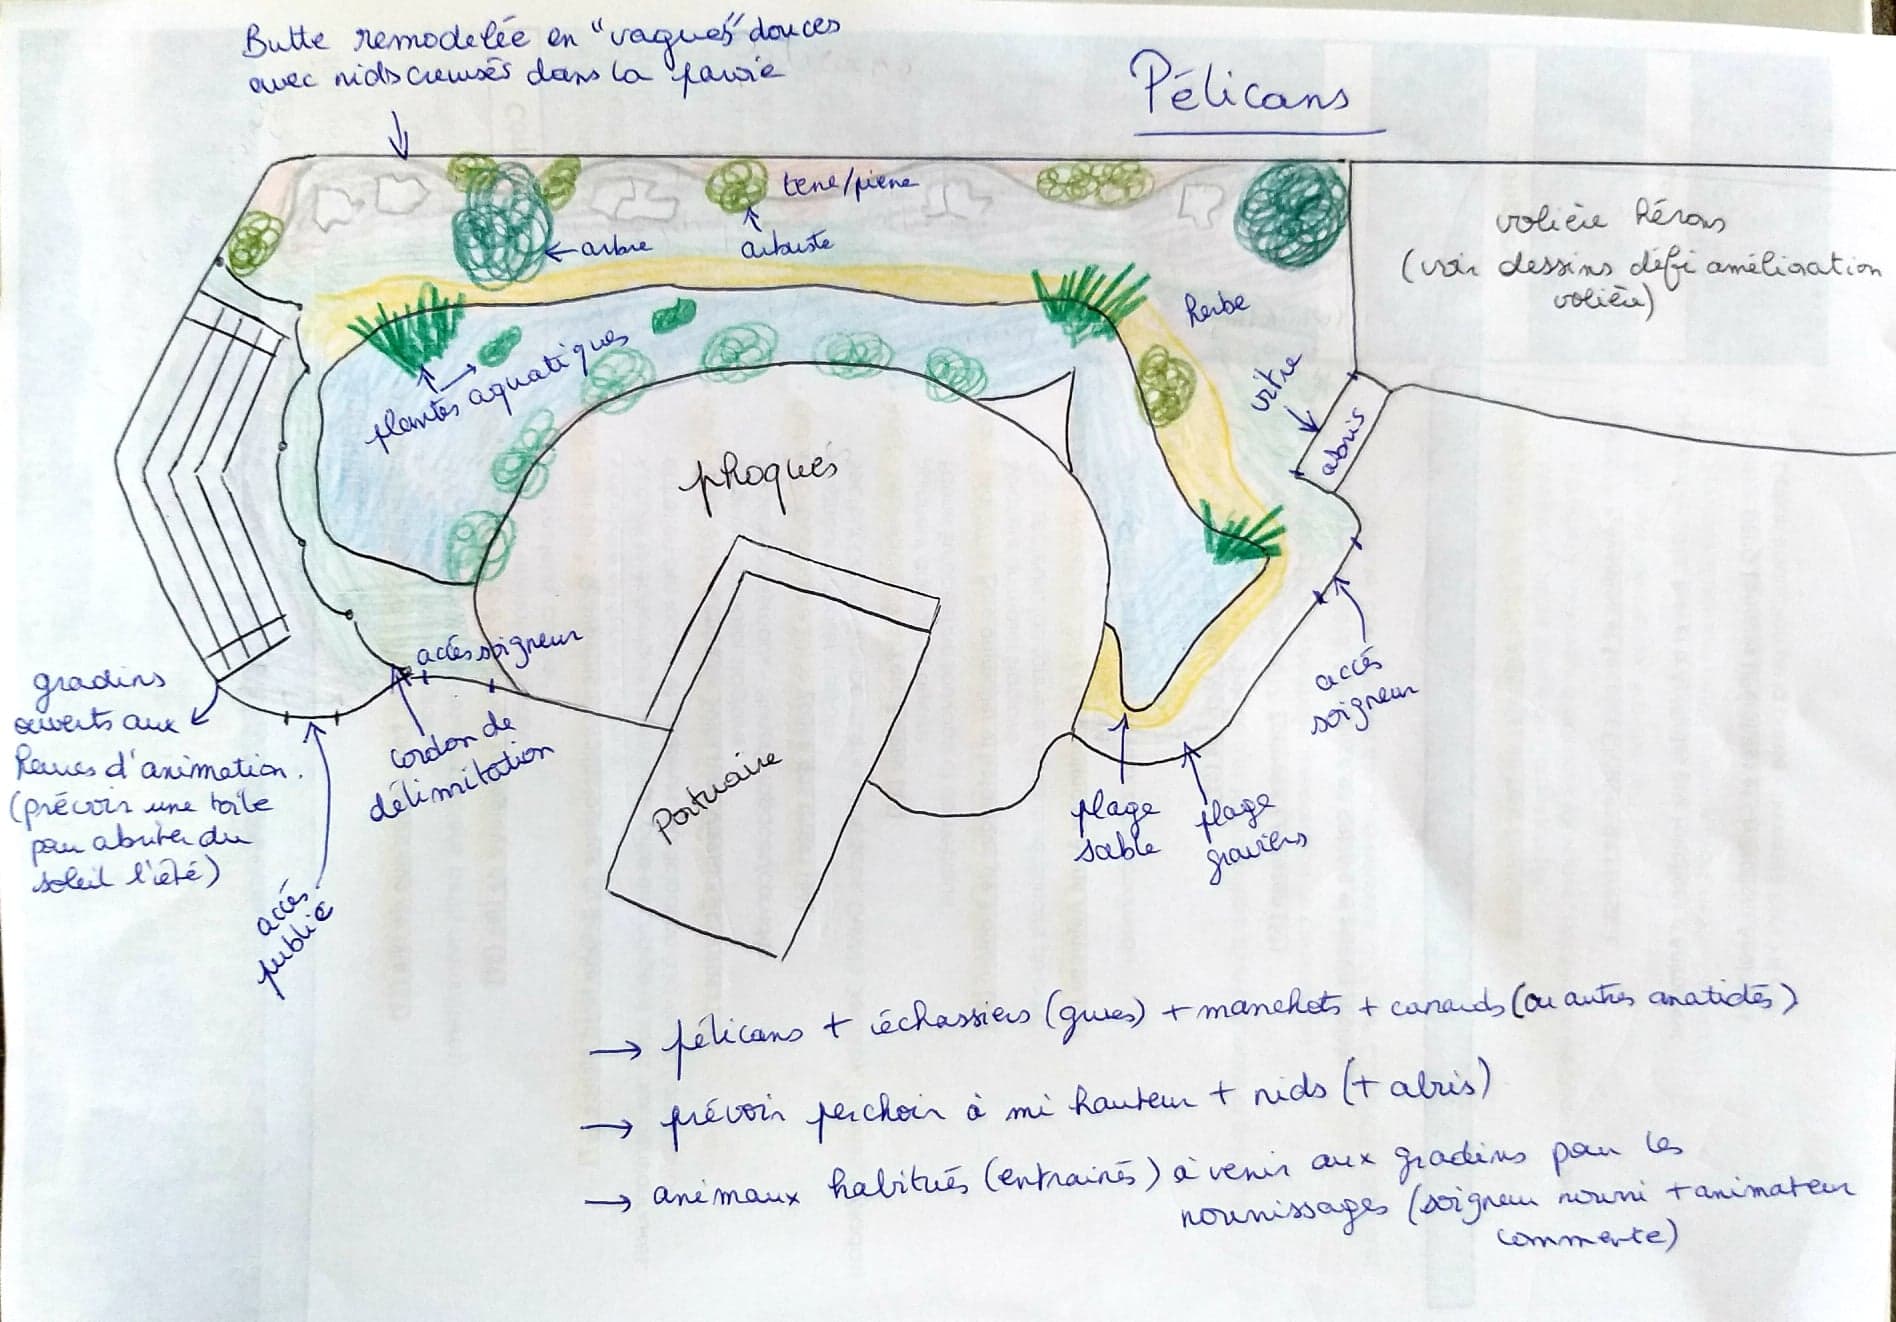 Butte remodelée en "vagues" douces
avec nids creusés dans la paroie
Pélicans
terre/pierre
arbre
arbuste
volière hérons
(voir dessins défi amélioration
volière)
herbe
vitre
abris
plantes aquatiques
phoques
accès soigneur
gradins
ouverts aux
heures d'animation.
(prévoir une toile
pour abriter du
soleil l'été)
accès
public
cordon de
délimitation
Portuaire
plage
sable
plage
graviers
accès
soigneur
→ pélicans + échassiers (grues) + manchots + canards (ou autres anatidés)
→ prévoir perchoir à mi hauteur + nids (+ abris)
→ animaux habitués (entrainés) à venir aux gradins pour les
nourrissages (soigneur nourri + animateur
commente)